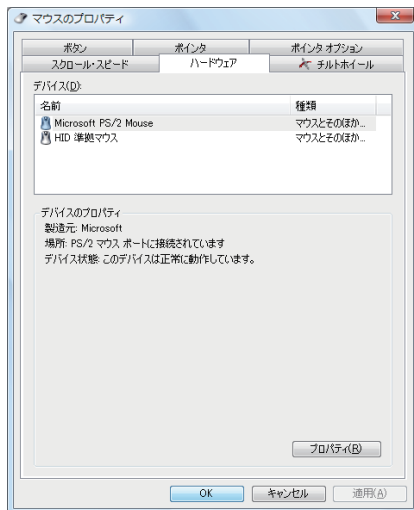 マウスのプロパティ
ボタン ポインタ ポインタ オプション
スクロール・スピード ハードウェア チルトホイール
デバイス(D):
名前 種類
Microsoft PS/2 Mouse マウスとそのほか...
HID 準拠マウス マウスとそのほか...
デバイスのプロパティ
製造元: Microsoft
場所: PS/2 マウス ポートに接続されています
デバイス状態: このデバイスは正常に動作しています。
プロパティ(R)
OK キャンセル 適用(A)